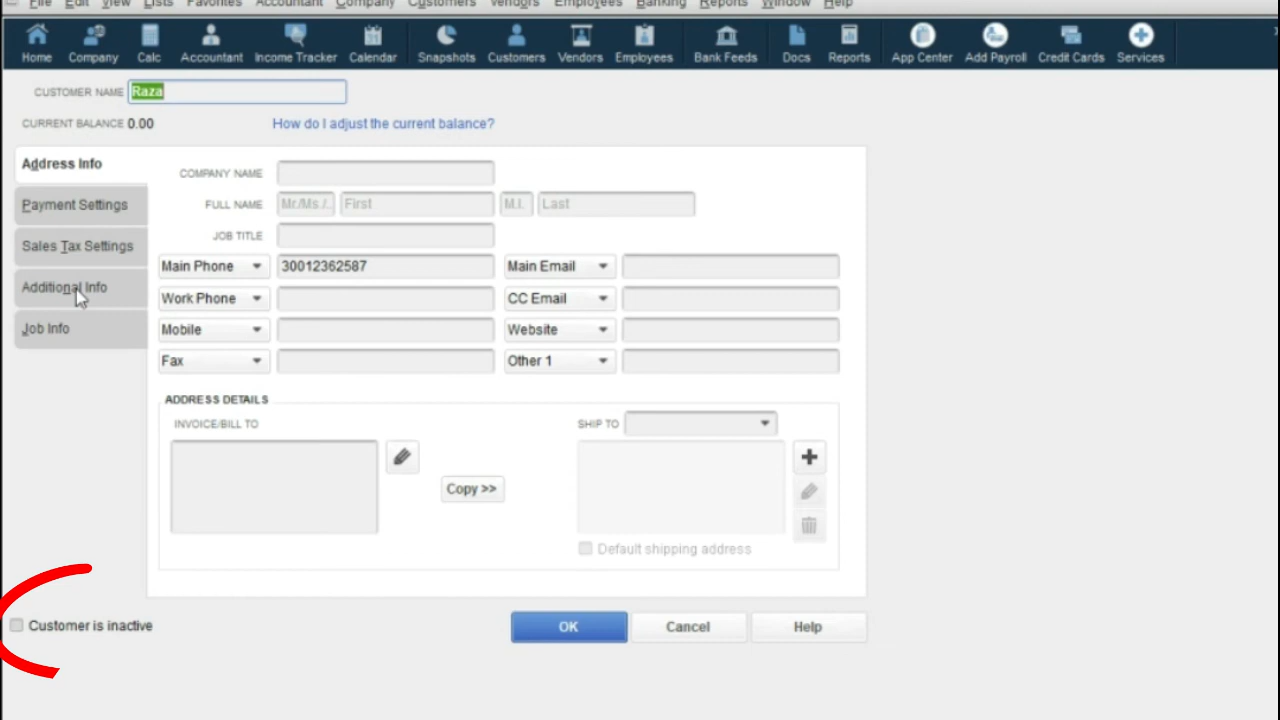 File Edit View Lists Favorites Accountant Company Customers Vendors Employees Banking Reports Window Help
Home Company Calc Accountant Income Tracker Calendar Snapshots Customers Vendors Employees Bank Feeds Docs Reports App Center Add Payroll Credit Cards Services
CUSTOMER NAME Raza
CURRENT BALANCE 0.00 How do I adjust the current balance?
Address Info
Payment Settings
Sales Tax Settings
Additional Info
Job Info
COMPANY NAME
FULL NAME Mr./Ms./.. First M.I. Last
JOB TITLE
Main Phone 30012362587 Main Email
Work Phone CC Email
Mobile Website
Fax Other 1
ADDRESS DETAILS
INVOICE/BILL TO SHIP TO
Copy >>
Default shipping address
Customer is inactive OK Cancel Help